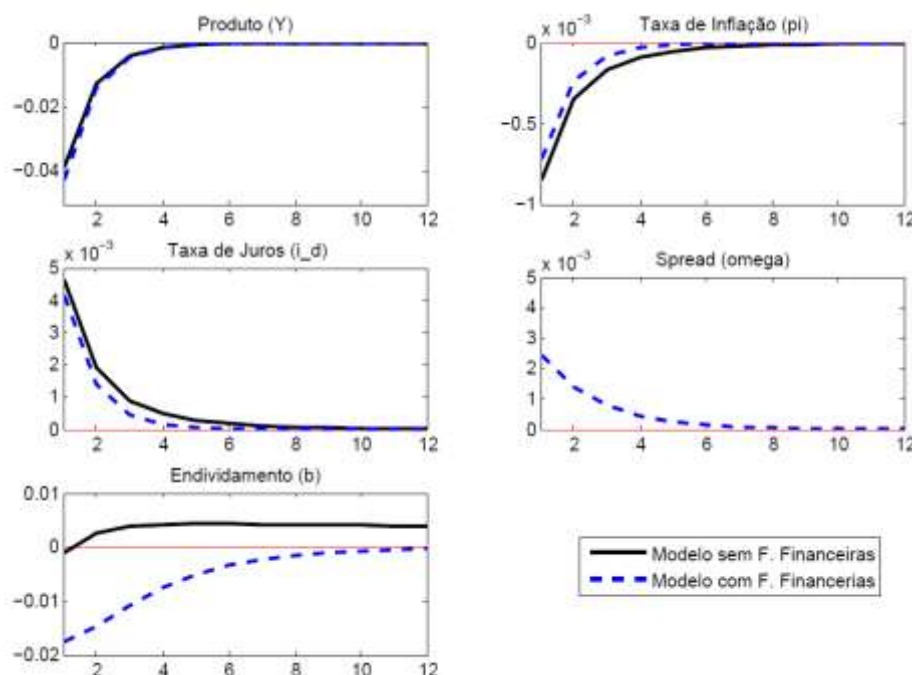 Produto (Y)
0
−0.02
−0.04
2 4 6 8 10 12
Taxa de Inflação (pi)
x 10−3
0
−0.5
−1
2 4 6 8 10 12
Taxa de Juros (i_d)
x 10−3
5
4
3
2
1
0
2 4 6 8 10 12
Spread (omega)
x 10−3
5
4
3
2
1
0
2 4 6 8 10 12
Endividamento (b)
0.01
0
−0.01
−0.02
2 4 6 8 10 12
Modelo sem F. Financeiras
Modelo com F. Financerias